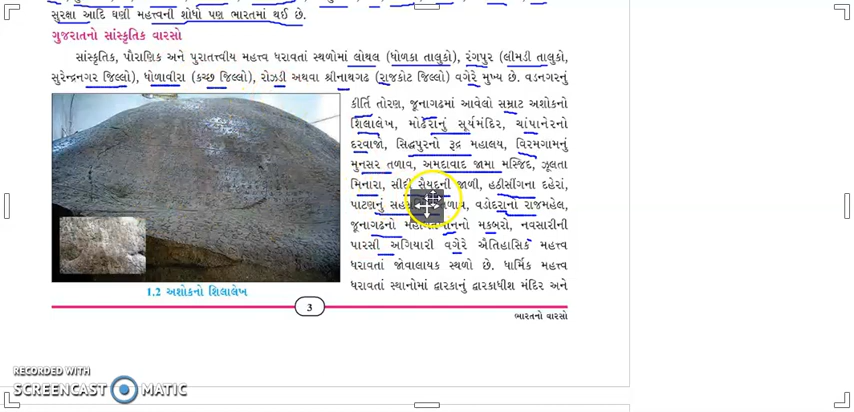 સુરક્ષા આદિ ઘણી મહત્ત્વની શોધો પણ ભારતમાં થઈ છે.
ગુજરાતનો સાંસ્કૃતિક વારસો
સાંસ્કૃતિક, પૌરાણિક અને પુરાતત્ત્વીય મહત્ત્વ ધરાવતાં સ્થળોમાં લોથલ (ધોળકા તાલુકો), રંગપુર (લીમડી તાલુકો,
સુરેન્દ્રનગર જિલ્લો), ધોળાવીરા (કચ્છ જિલ્લો), રોઝડી અથવા શ્રીનાથગઢ (રાજકોટ જિલ્લો) વગેરે મુખ્ય છે. વડનગરનું
કીર્તિ તોરણ, જૂનાગઢમાં આવેલો સમ્રાટ અશોકનો
શિલાલેખ, મોઢેરાનું સૂર્યમંદિર, ચાંપાનેરનો
દરવાજો, સિદ્ધપુરનો રુદ્ર મહાલય, વિરમગામનું
મુનસર તળાવ, અમદાવાદ જામા મસ્જિદ, ઝૂલતા
મિનારા, સીદી સૈયદની જાળી, હઠીસીંગના દહેરાં,
પાટણનું તળાવ, વડોદરાના રાજમહેલ,
જૂનાગઢનો મકબરો, નવસારીની
પારસી અગિયારી વગેરે ઐતિહાસિક મહત્ત્વ
ધરાવતાં જોવાલાયક સ્થળો છે. ધાર્મિક મહત્ત્વ
ધરાવતાં સ્થાનોમાં દ્વારકાનું દ્વારકાધીશ મંદિર અને
1.2 અશોકનો શિલાલેખ
3
ભારતનો વારસો
RECORDED WITH
SCREENCAST MATIC